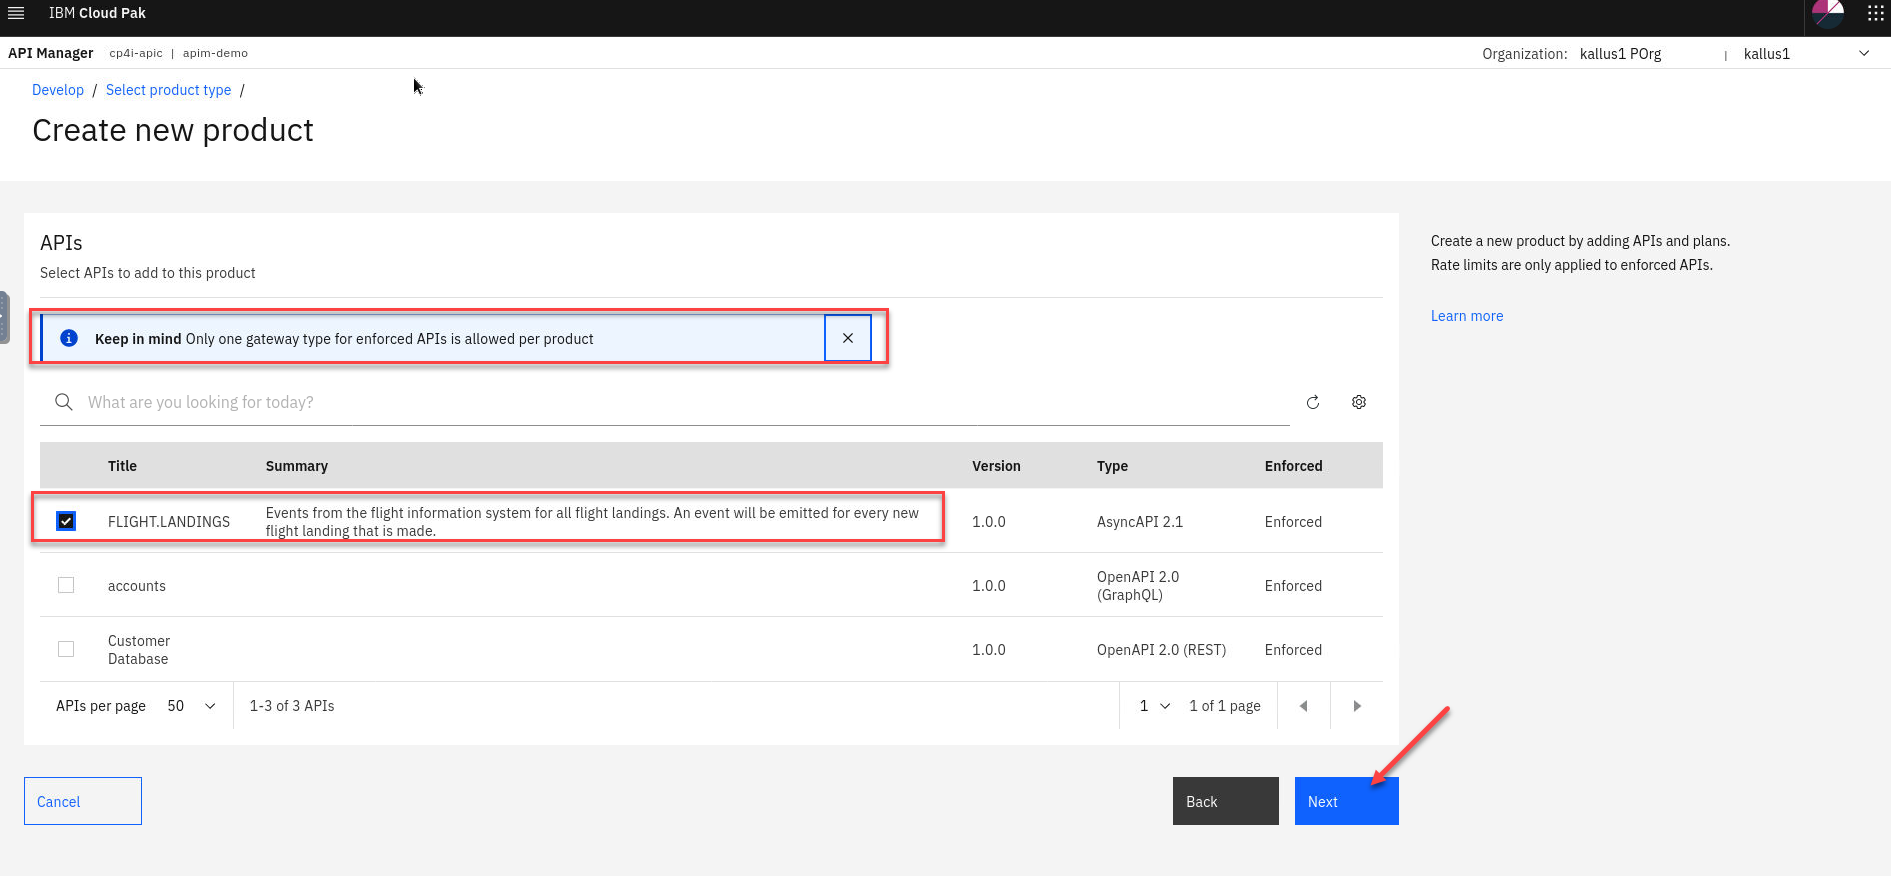 IBM Cloud Pak
API Manager cp4i-apic | apim-demo
Organization: kallus1 POrg | kallus1
Develop / Select product type /
Create new product
APIs
Select APIs to add to this product
Create a new product by adding APIs and plans.
Rate limits are only applied to enforced APIs.
Learn more
Keep in mind Only one gateway type for enforced APIs is allowed per product
What are you looking for today?
Title Summary Version Type Enforced
FLIGHT.LANDINGS Events from the flight information system for all flight landings. An event will be emitted for every new
flight landing that is made.
1.0.0 AsyncAPI 2.1 Enforced
accounts 1.0.0 OpenAPI 2.0
(GraphQL)
Enforced
Customer
Database
1.0.0 OpenAPI 2.0 (REST) Enforced
APIs per page 50 1-3 of 3 APIs 1 1 of 1 page
Cancel Back Next